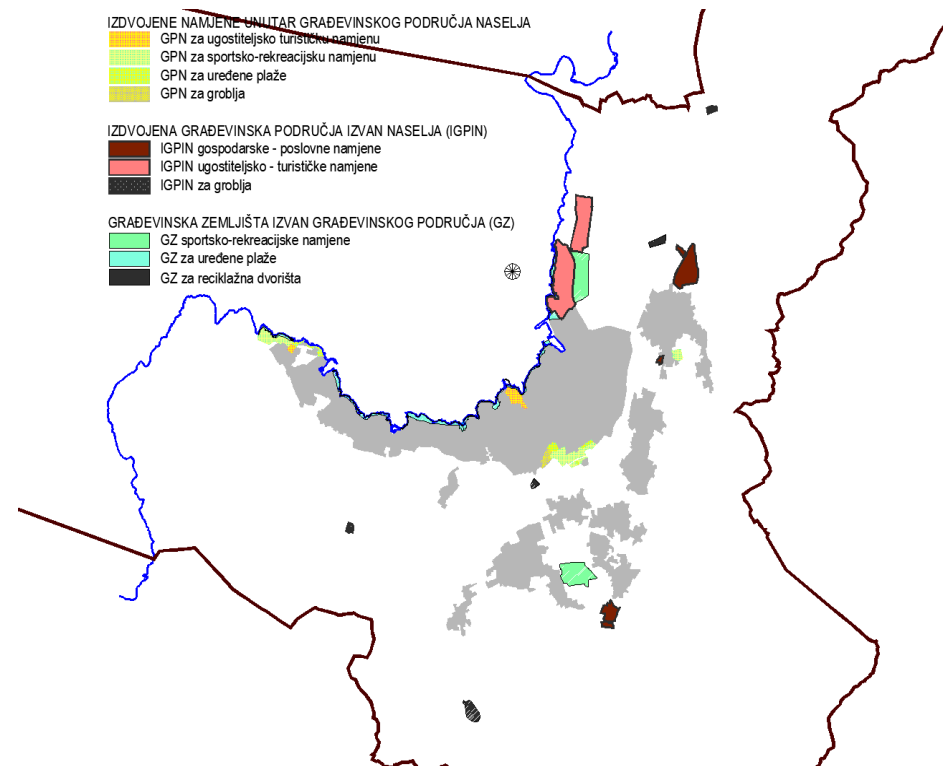 IZDVOJENE NAMJENE UNUTAR GRAĐEVINSKOG PODRUČJA NASELJA
GPN za ugostiteljsko turističku namjenu
GPN za sportsko-rekreacijsku namjenu
GPN za uređene plaže
GPN za groblja
IZDVOJENA GRAĐEVINSKA PODRUČJA IZVAN NASELJA (IGPIN)
IGPIN gospodarske - poslovne namjene
IGPIN ugostiteljsko - turističke namjene
IGPIN za groblja
GRAĐEVINSKA ZEMLJIŠTA IZVAN GRAĐEVINSKOG PODRUČJA (GZ)
GZ sportsko-rekreacijske namjene
GZ za uređene plaže
GZ za reciklažna dvorišta